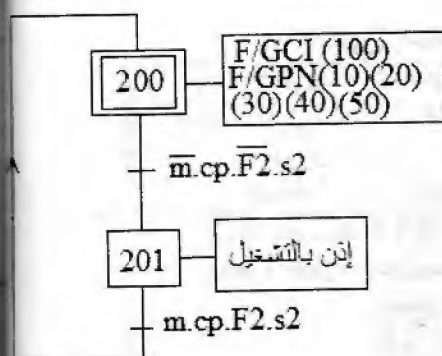 200
F/GCI (100)
F/GPN(10)(20)
(30)(40)(50)
m̅.cp.F̅2̅.s2
201
إذن بالتشغيل
m.cp.F2.s2